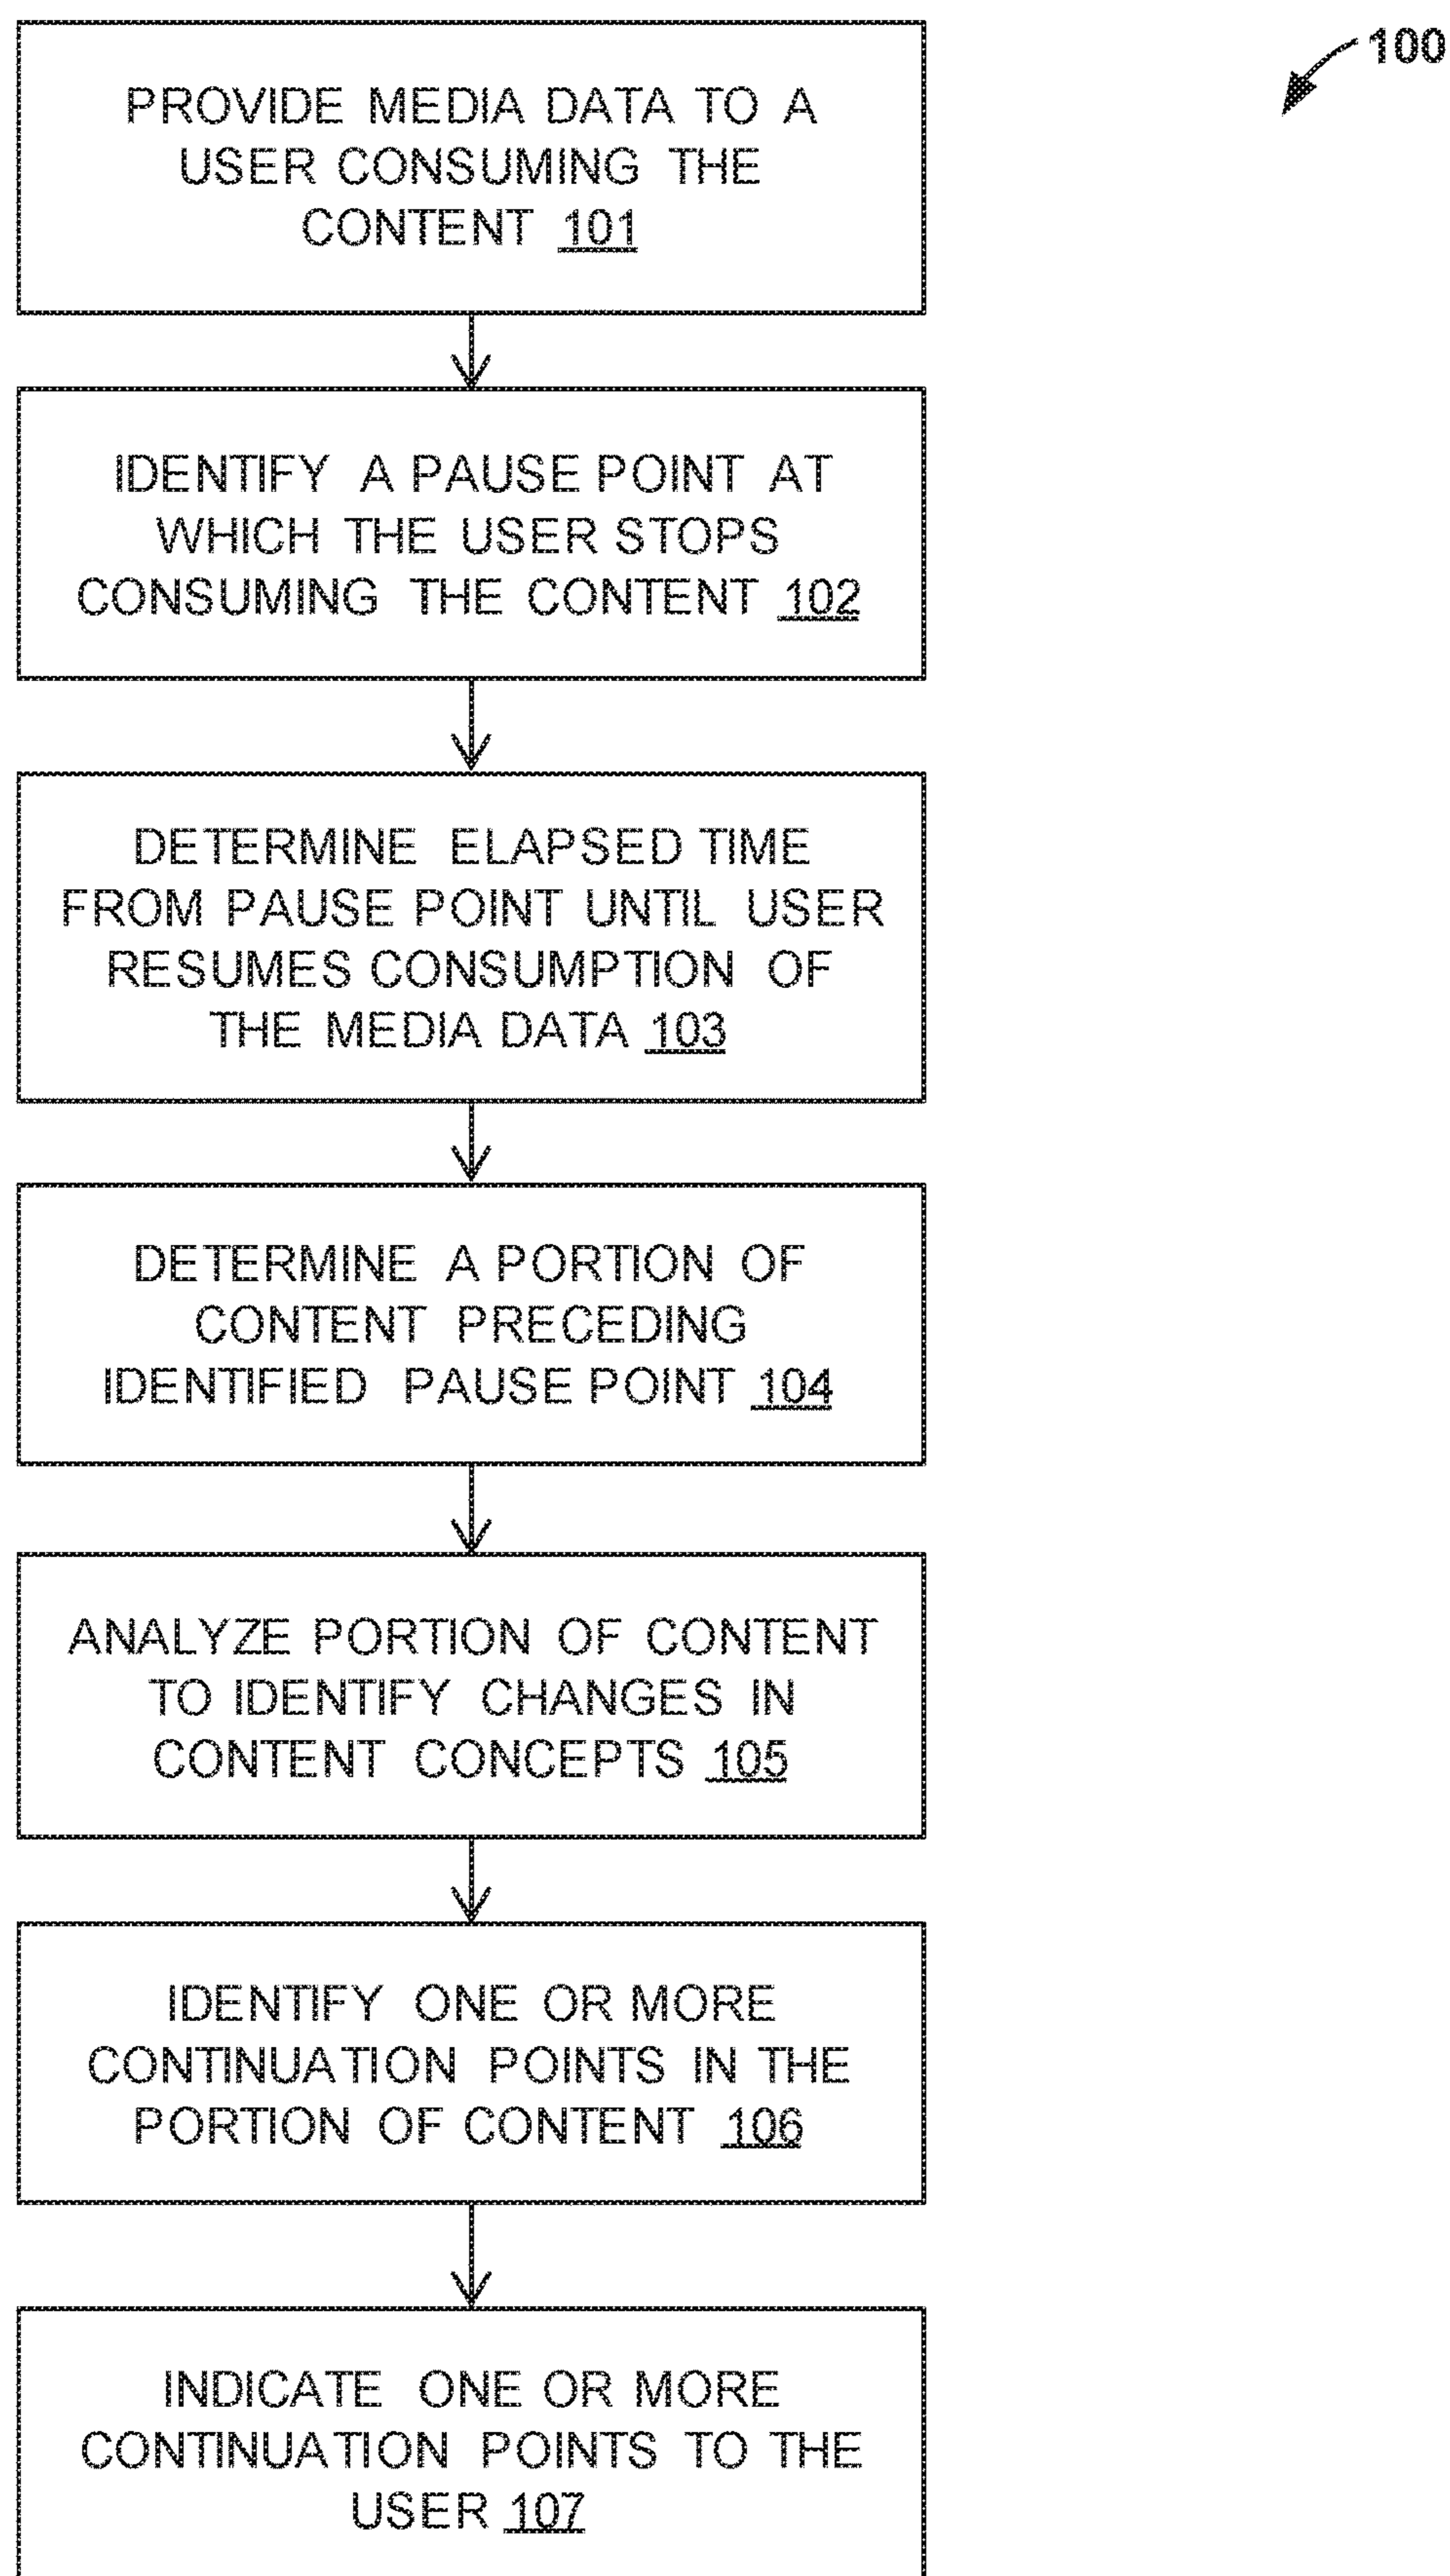 100
PROVIDE MEDIA DATA TO A
USER CONSUMING THE
CONTENT 101
IDENTIFY A PAUSE POINT AT
WHICH THE USER STOPS
CONSUMING THE CONTENT 102
DETERMINE ELAPSED TIME
FROM PAUSE POINT UNTIL USER
RESUMES CONSUMPTION OF
THE MEDIA DATA 103
DETERMINE A PORTION OF
CONTENT PRECEDING
IDENTIFIED PAUSE POINT 104
ANALYZE PORTION OF CONTENT
TO IDENTIFY CHANGES IN
CONTENT CONCEPTS 105
IDENTIFY ONE OR MORE
CONTINUATION POINTS IN THE
PORTION OF CONTENT 106
INDICATE ONE OR MORE
CONTINUATION POINTS TO THE
USER 107